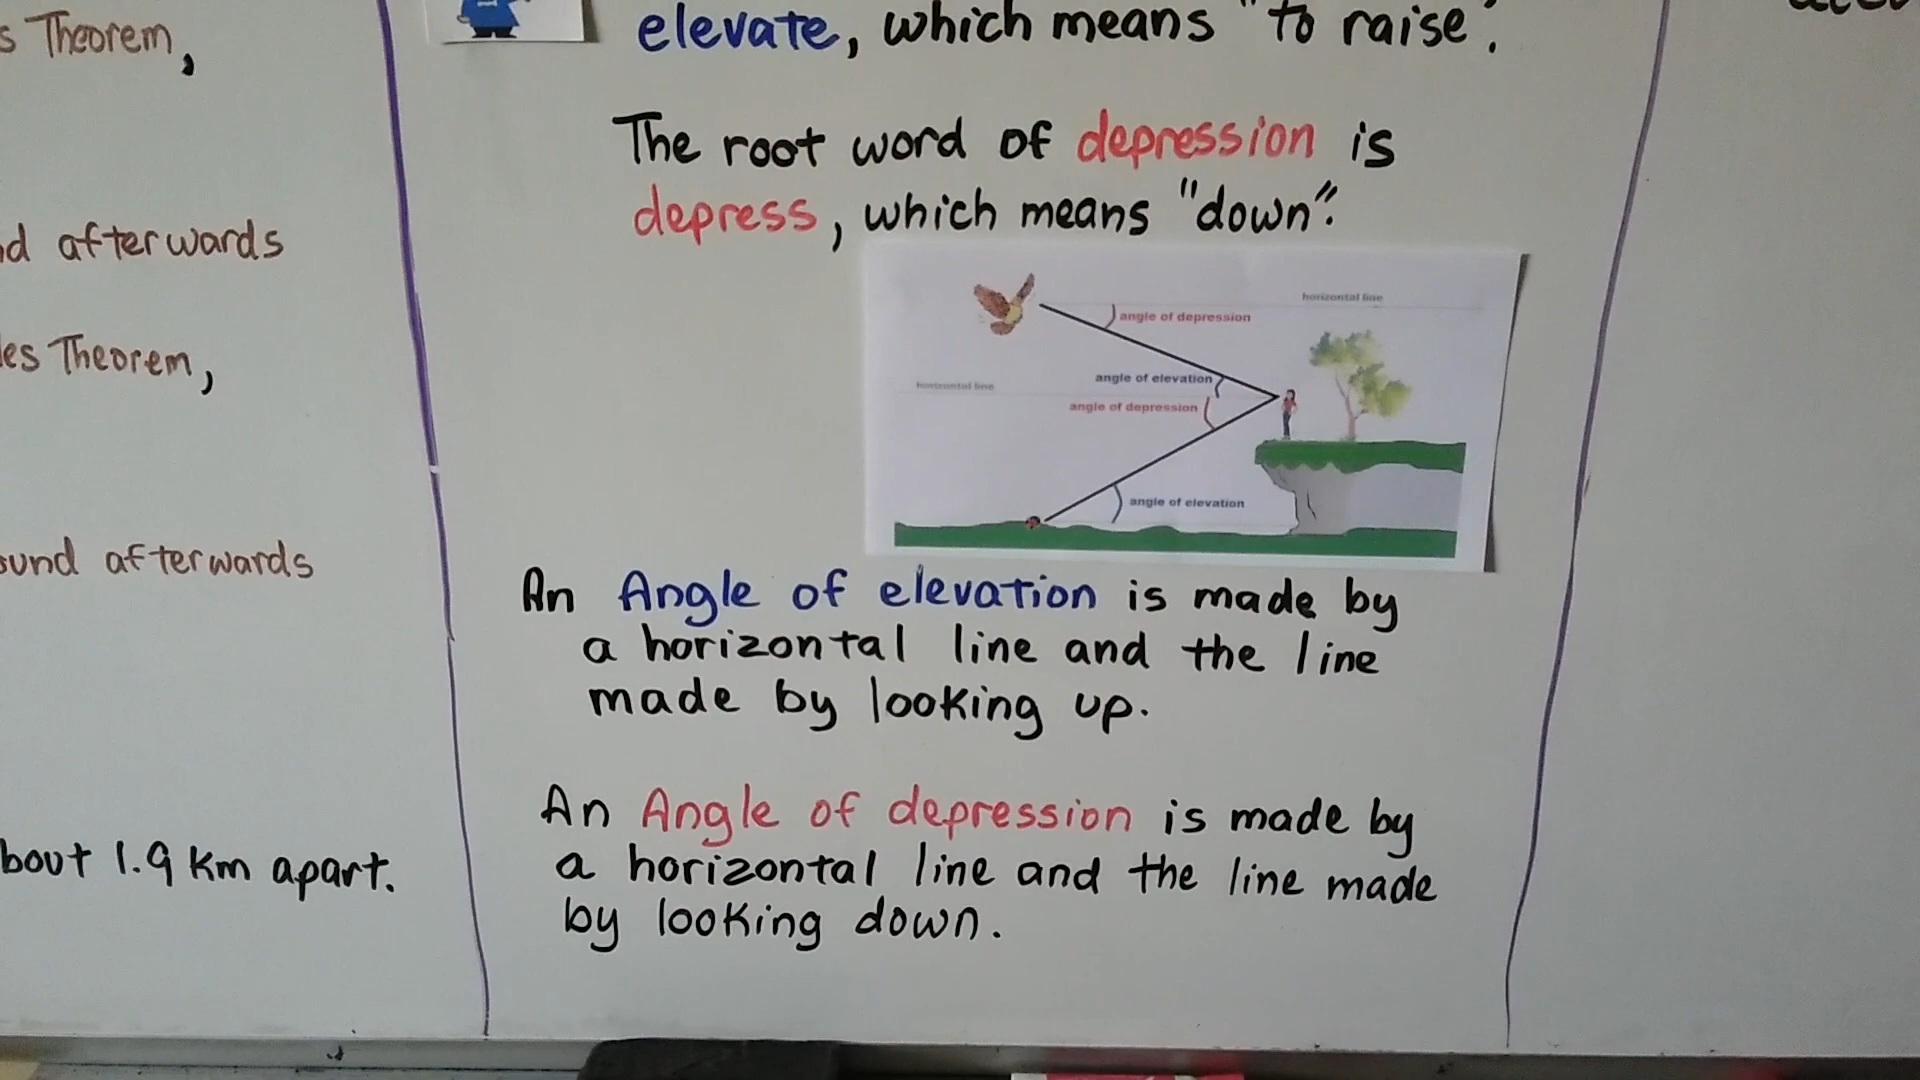 s Theorem,
d afterwards
les Theorem,
ound afterwards
bout 1.9 km apart.
elevate, which means "to raise".
The root word of depression is
depress, which means "down".
horizontal line
angle of depression
angle of elevation
horizontal line
angle of depression
angle of elevation
An Angle of elevation is made by
a horizontal line and the line
made by looking up.
An Angle of depression is made by
a horizontal line and the line made
by looking down.